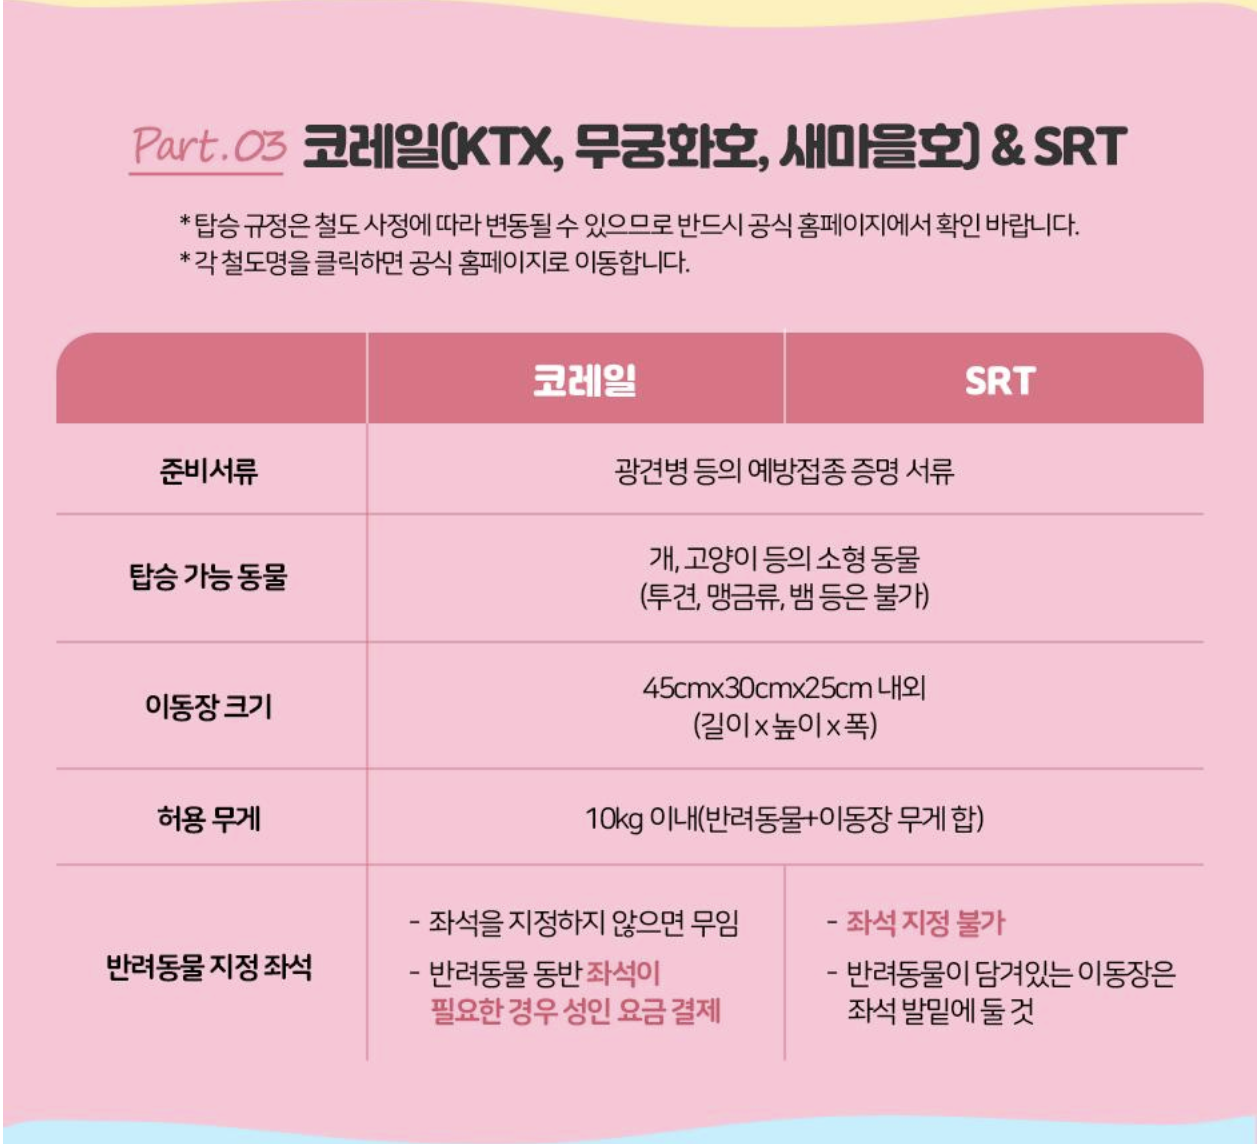 Part.03 코레일(KTX, 무궁화호, 새마을호) & SRT
* 탑승 규정은 철도 사정에 따라 변동될 수 있으므로 반드시 공식 홈페이지에서 확인 바랍니다.
* 각 철도명을 클릭하면 공식 홈페이지로 이동합니다.
코레일
SRT
준비서류
광견병 등의 예방접종 증명 서류
탑승 가능 동물
개, 고양이 등의 소형 동물
(투견, 맹금류, 뱀 등은 불가)
이동장 크기
45cmx30cmx25cm 내외
(길이 x 높이 x 폭)
허용 무게
10kg 이내(반려동물+이동장 무게 합)
반려동물 지정 좌석
- 좌석을 지정하지 않으면 무임
- 반려동물 동반 좌석이
필요한 경우 성인 요금 결제
- 좌석 지정 불가
- 반려동물이 담겨있는 이동장은
좌석 발밑에 둘 것